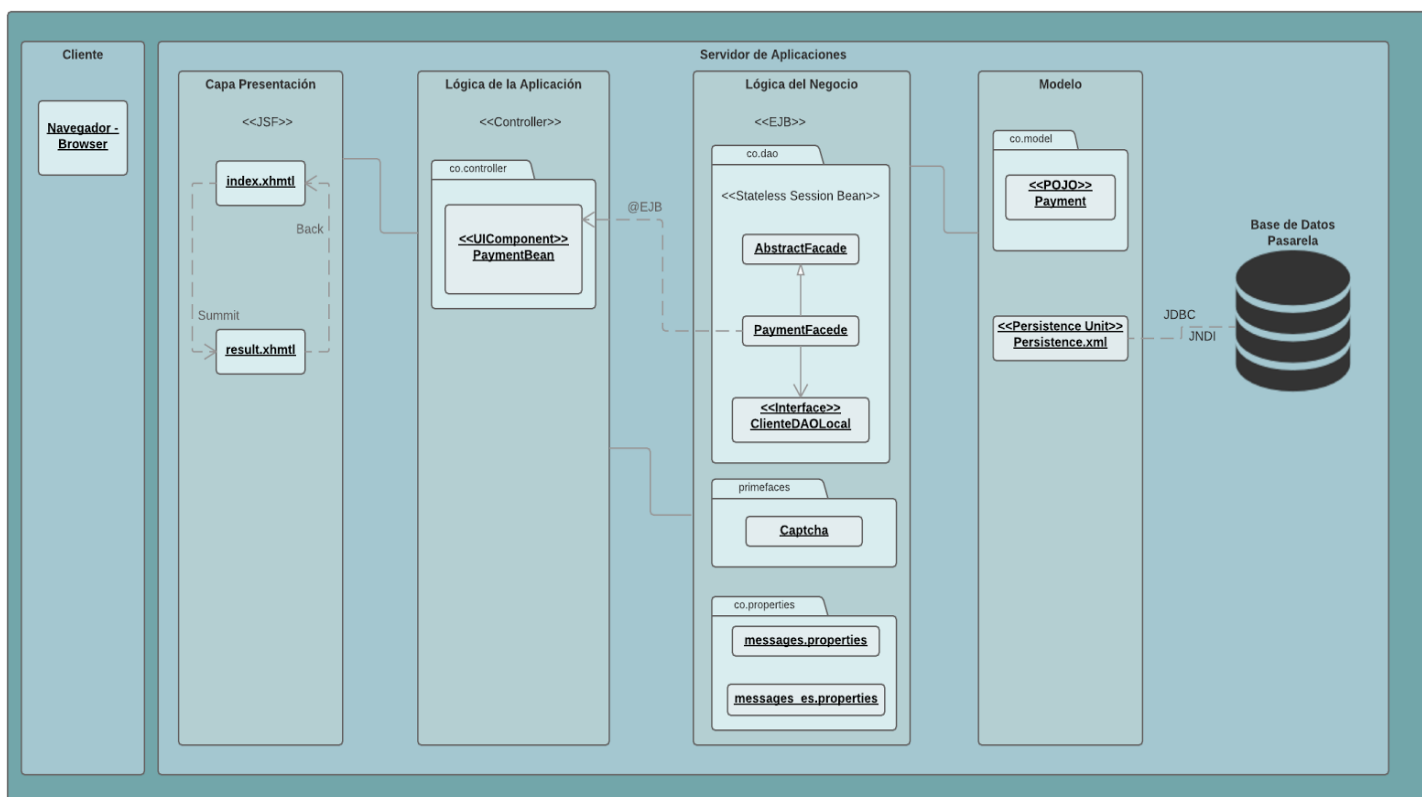 Cliente
Navegador -
Browser
Servidor de Aplicaciones
Capa Presentación
<<JSF>>
index.xhmtl
Back
Summit
result.xhmtl
Lógica de la Aplicación
<<Controller>>
co.controller
<<UIComponent>>
PaymentBean
@EJB
Lógica del Negocio
<<EJB>>
co.dao
<<Stateless Session Bean>>
AbstractFacade
PaymentFacede
<<Interface>>
ClienteDAOLocal
primefaces
Captcha
co.properties
messages.properties
messages_es.properties
Modelo
co.model
<<POJO>>
Payment
<<Persistence Unit>>
Persistence.xml
JDBC
JNDI
Base de Datos
Pasarela